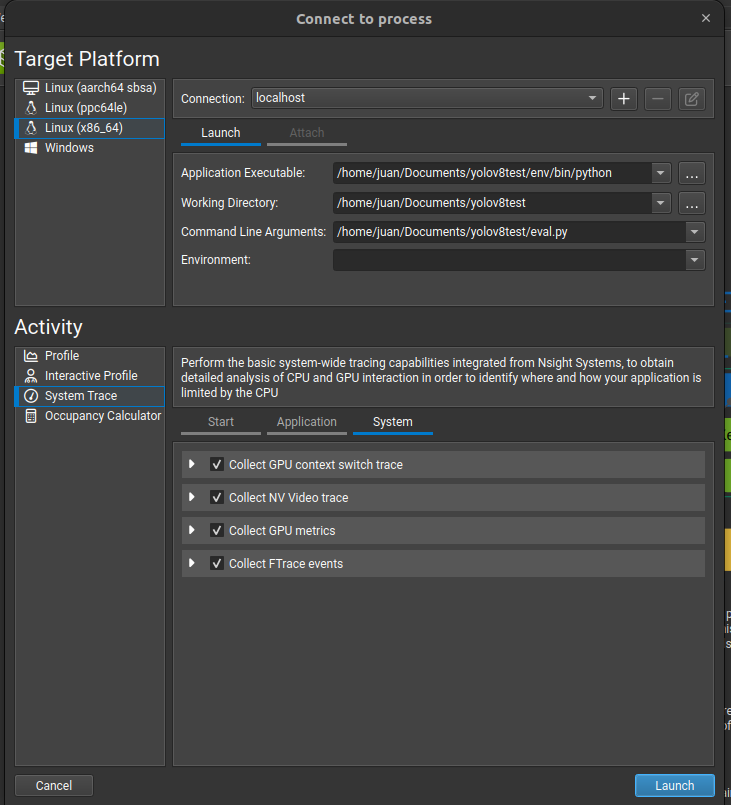 Connect to process
Target Platform
Linux (aarch64 sbsa)
Linux (ppc64le)
Linux (x86_64)
Windows
Connection: localhost
Launch Attach
Application Executable: /home/juan/Documents/yolov8test/env/bin/python ...
Working Directory: /home/juan/Documents/yolov8test ...
Command Line Arguments: /home/juan/Documents/yolov8test/eval.py
Environment:
Activity
Profile
Interactive Profile
System Trace
Occupancy Calculator
Perform the basic system-wide tracing capabilities integrated from Nsight Systems, to obtain
detailed analysis of CPU and GPU interaction in order to identify where and how your application is
limited by the CPU
Start Application System
Collect GPU context switch trace
Collect NV Video trace
Collect GPU metrics
Collect FTrace events
Cancel Launch